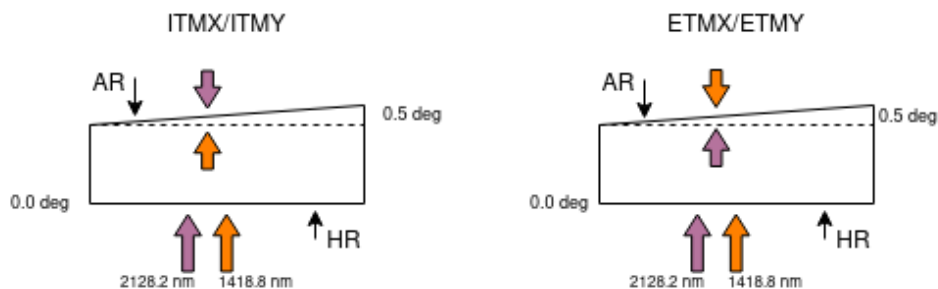 ITMX/ITMY
ETMX/ETMY
AR
AR
0.5 deg
0.5 deg
0.0 deg
0.0 deg
HR
HR
2128.2 nm
1418.8 nm
2128.2 nm
1418.8 nm